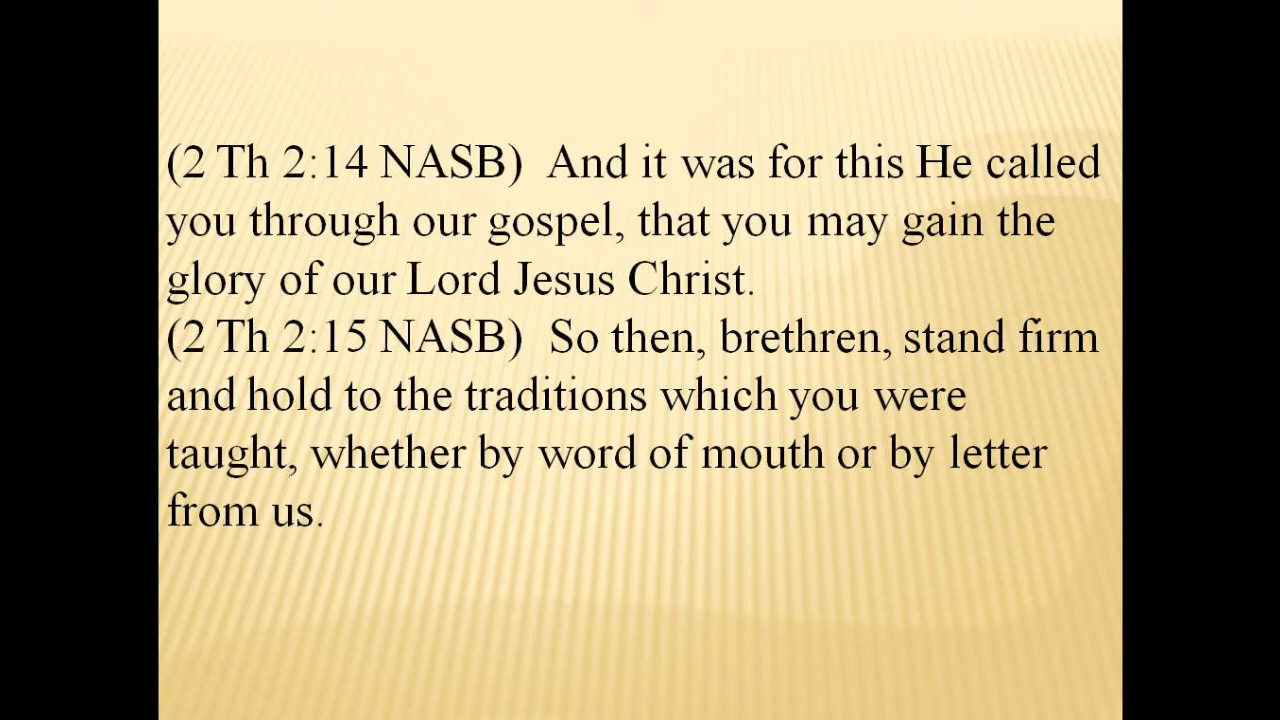 (2 Th 2:14 NASB)  And it was for this He called
you through our gospel, that you may gain the
glory of our Lord Jesus Christ.
(2 Th 2:15 NASB)  So then, brethren, stand firm
and hold to the traditions which you were
taught, whether by word of mouth or by letter
from us.